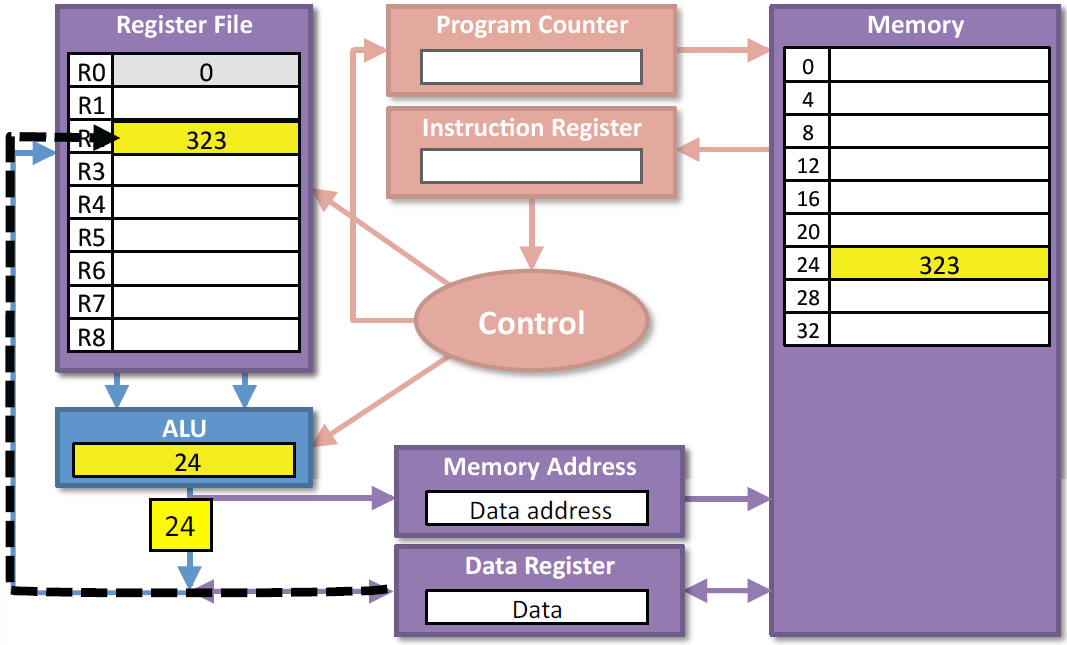 Register File
R0 0
R1
R 323
R3
R4
R5
R6
R7
R8
Program Counter
Instruction Register
Control
Memory
0
4
8
12
16
20
24 323
28
32
ALU
24
24
Memory Address
Data address
Data Register
Data